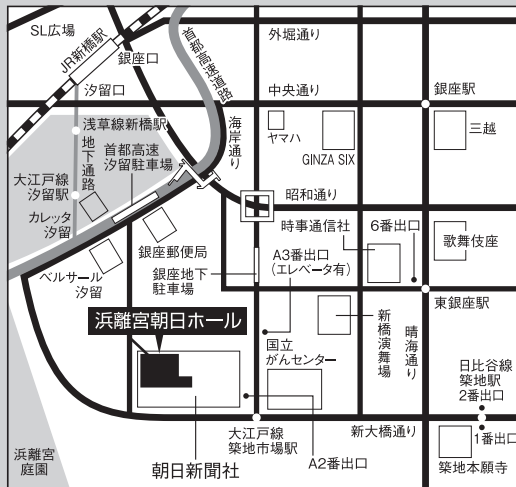 SL広場
JR新橋駅
銀座口
汐留口
首都高速道路
外堀通り
中央通り
銀座駅
浅草線新橋駅
地下通路
首都高速
汐留駐車場
海岸通り
ヤマハ
GINZA SIX
三越
大江戸線
汐留駅
カレッタ
汐留
昭和通り
時事通信社
6番出口
歌舞伎座
ベルサール
汐留
銀座郵便局
銀座地下
駐車場
A3番出口
(エレベータ有)
東銀座駅
浜離宮朝日ホール
国立
がんセンター
新橋演舞場
晴海通り
日比谷線
築地駅
2番出口
大江戸線
築地市場駅
新大橋通り
1番出口
浜離宮
庭園
朝日新聞社
A2番出口
築地本願寺